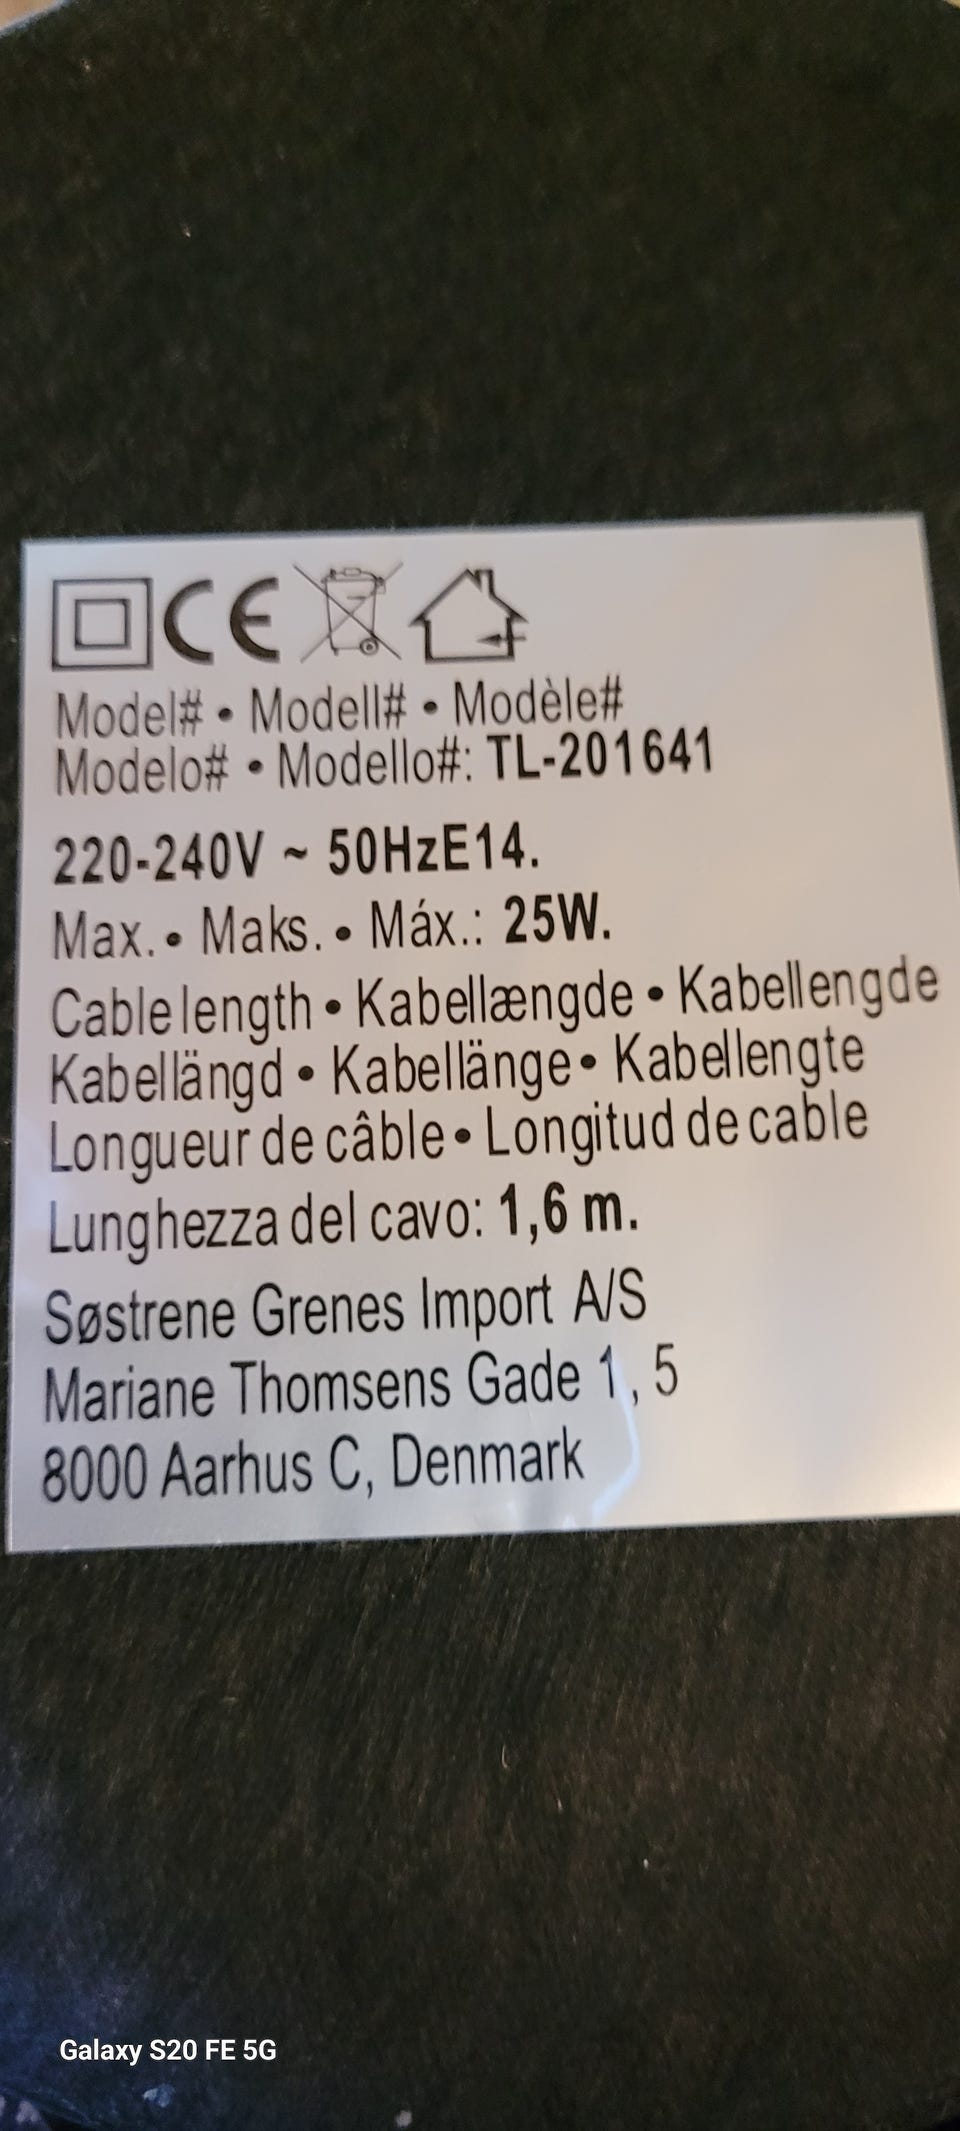 CE
Model# • Modell# • Modèle#
Modelo# • Modello#: TL-201641
220-240V ~ 50HzE14.
Max. • Maks. • Máx.: 25W.
Cable length • Kabellængde • Kabellengde
Kabellängd • Kabellänge • Kabellengte
Longueur de câble • Longitud de cable
Lunghezza del cavo: 1,6 m.
Søstrene Grenes Import A/S
Mariane Thomsens Gade 1, 5
8000 Aarhus C, Denmark
Galaxy S20 FE 5G